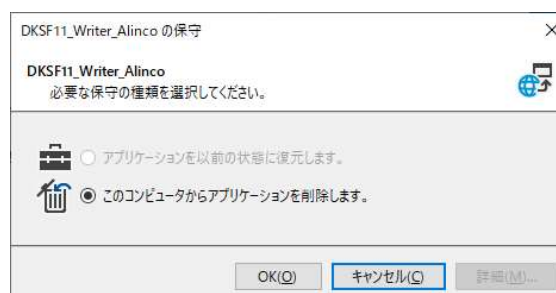 DKSF11_Writer_Alinco の保守
DKSF11_Writer_Alinco
必要な保守の種類を選択してください。
アプリケーションを以前の状態に復元します。
このコンピュータからアプリケーションを削除します。
OK(O)
キャンセル(C)
詳細(M)...